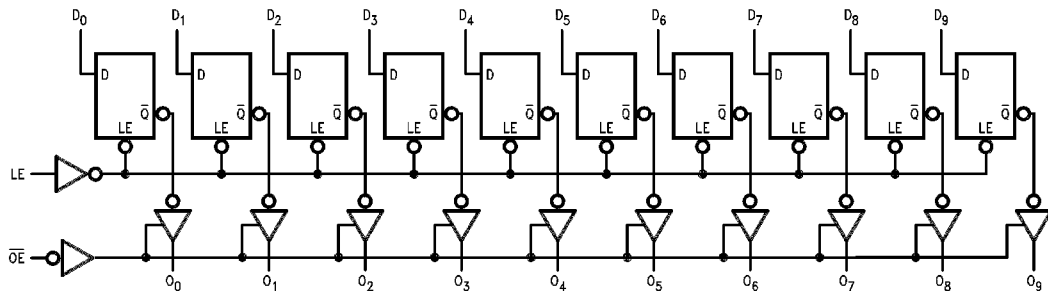 D0 D1 D2 D3 D4 D5 D6 D7 D8 D9
D D D D D D D D D D
Q̅ Q̅ Q̅ Q̅ Q̅ Q̅ Q̅ Q̅ Q̅ Q̅
LE LE LE LE LE LE LE LE LE LE
LE
O̅E̅
O0 O1 O2 O3 O4 O5 O6 O7 O8 O9